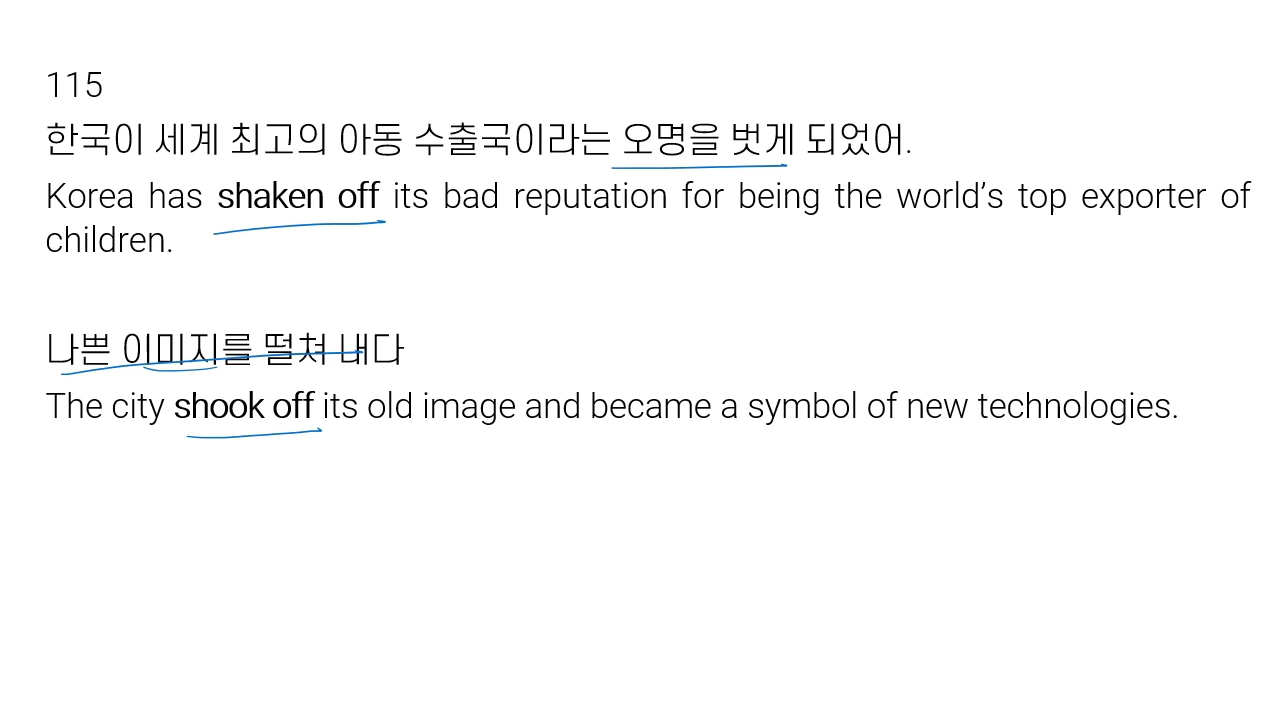 115
한국이 세계 최고의 아동 수출국이라는 오명을 벗게 되었어.
Korea has shaken off its bad reputation for being the world’s top exporter of
children.
나쁜 이미지를 떨쳐 내다
The city shook off its old image and became a symbol of new technologies.